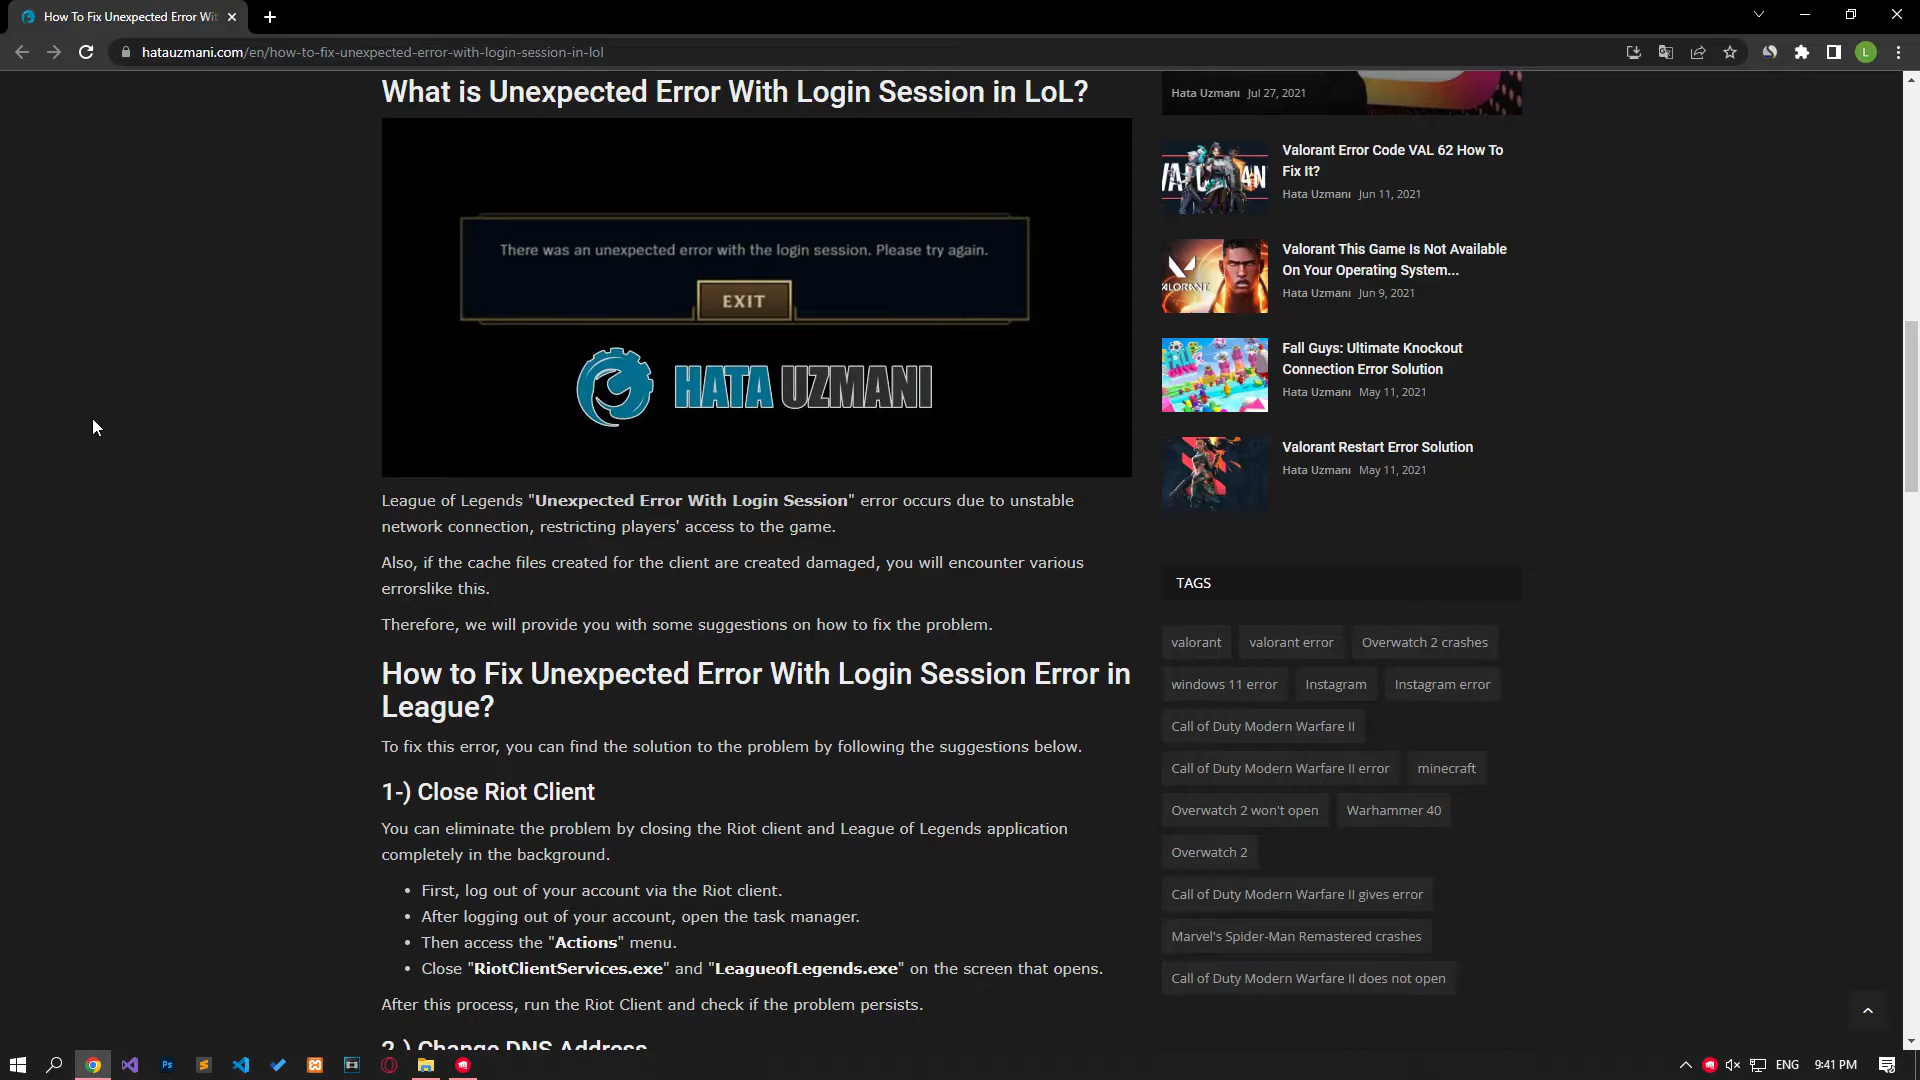 How To Fix Unexpected Error Wit
hatauzmani.com/en/how-to-fix-unexpected-error-with-login-session-in-lol
L
What is Unexpected Error With Login Session in LoL?
There was an unexpected error with the login session. Please try again.
EXIT
HATA UZMANI
League of Legends "Unexpected Error With Login Session" error occurs due to unstable
network connection, restricting players' access to the game.
Also, if the cache files created for the client are created damaged, you will encounter various
errorslike this.
Therefore, we will provide you with some suggestions on how to fix the problem.
How to Fix Unexpected Error With Login Session Error in
League?
To fix this error, you can find the solution to the problem by following the suggestions below.
1-) Close Riot Client
You can eliminate the problem by closing the Riot client and League of Legends application
completely in the background.
• First, log out of your account via the Riot client.
• After logging out of your account, open the task manager.
• Then access the "Actions" menu.
• Close "RiotClientServices.exe" and "LeagueofLegends.exe" on the screen that opens.
After this process, run the Riot Client and check if the problem persists.
2-) Change DNS Address
Hata Uzmanı Jul 27, 2021
Valorant Error Code VAL 62 How To
Fix It?
Hata Uzmanı Jun 11, 2021
Valorant This Game Is Not Available
On Your Operating System...
Hata Uzmanı Jun 9, 2021
VALORANT
Fall Guys: Ultimate Knockout
Connection Error Solution
Hata Uzmanı May 11, 2021
Valorant Restart Error Solution
Hata Uzmanı May 11, 2021
TAGS
valorant
valorant error
Overwatch 2 crashes
windows 11 error
Instagram
Instagram error
Call of Duty Modern Warfare II
Call of Duty Modern Warfare II error
minecraft
Overwatch 2 won't open
Warhammer 40
Overwatch 2
Call of Duty Modern Warfare II gives error
Marvel's Spider-Man Remastered crashes
Call of Duty Modern Warfare II does not open
Ps
ENG
9:41 PM